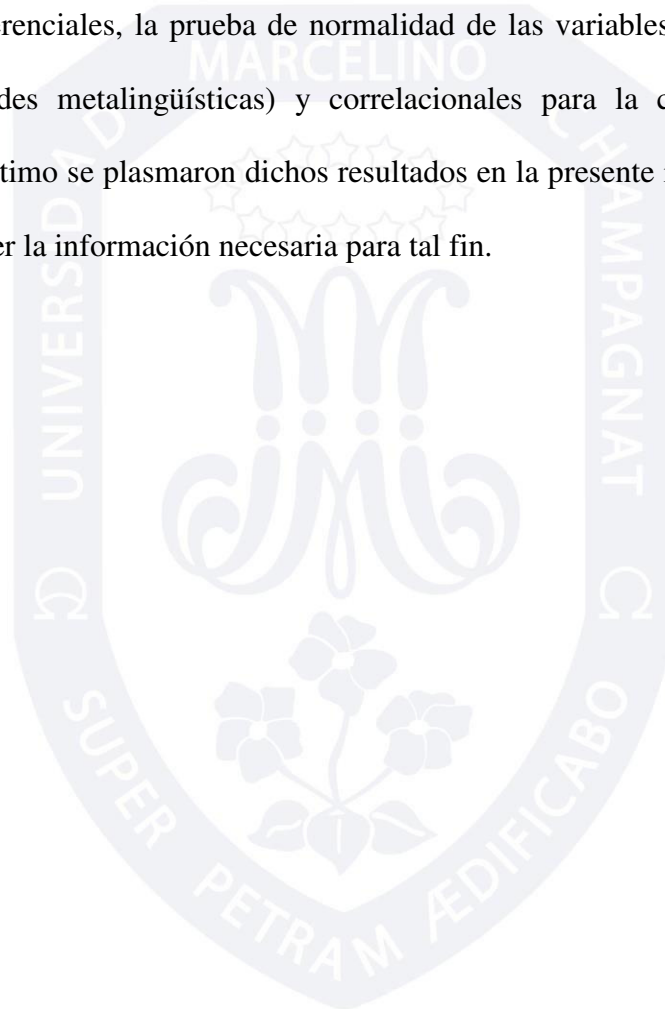 erenciales, la prueba de normalidad de las variables
des metalingüísticas) y correlacionales para la c
timo se plasmaron dichos resultados en la presente
er la información necesaria para tal fin.
UNIVERSIDAD
MARCELINO
CHAMPAGNAT
SUPER PETRAM ÆDIFICABO